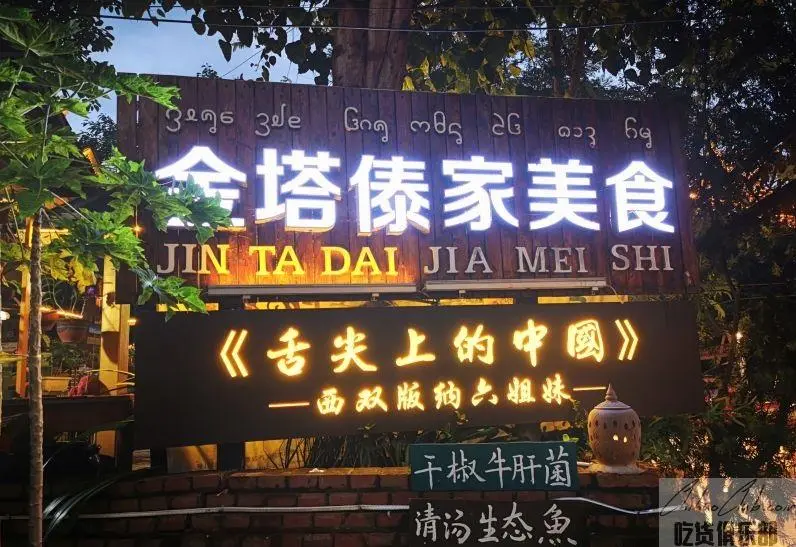 金塔傣家美食
JIN TA DAI JIA MEI SHI
《舌尖上的中國》
—西双版纳六姐妹—
干椒牛肝菌
清汤生态魚
吃货俱乐部